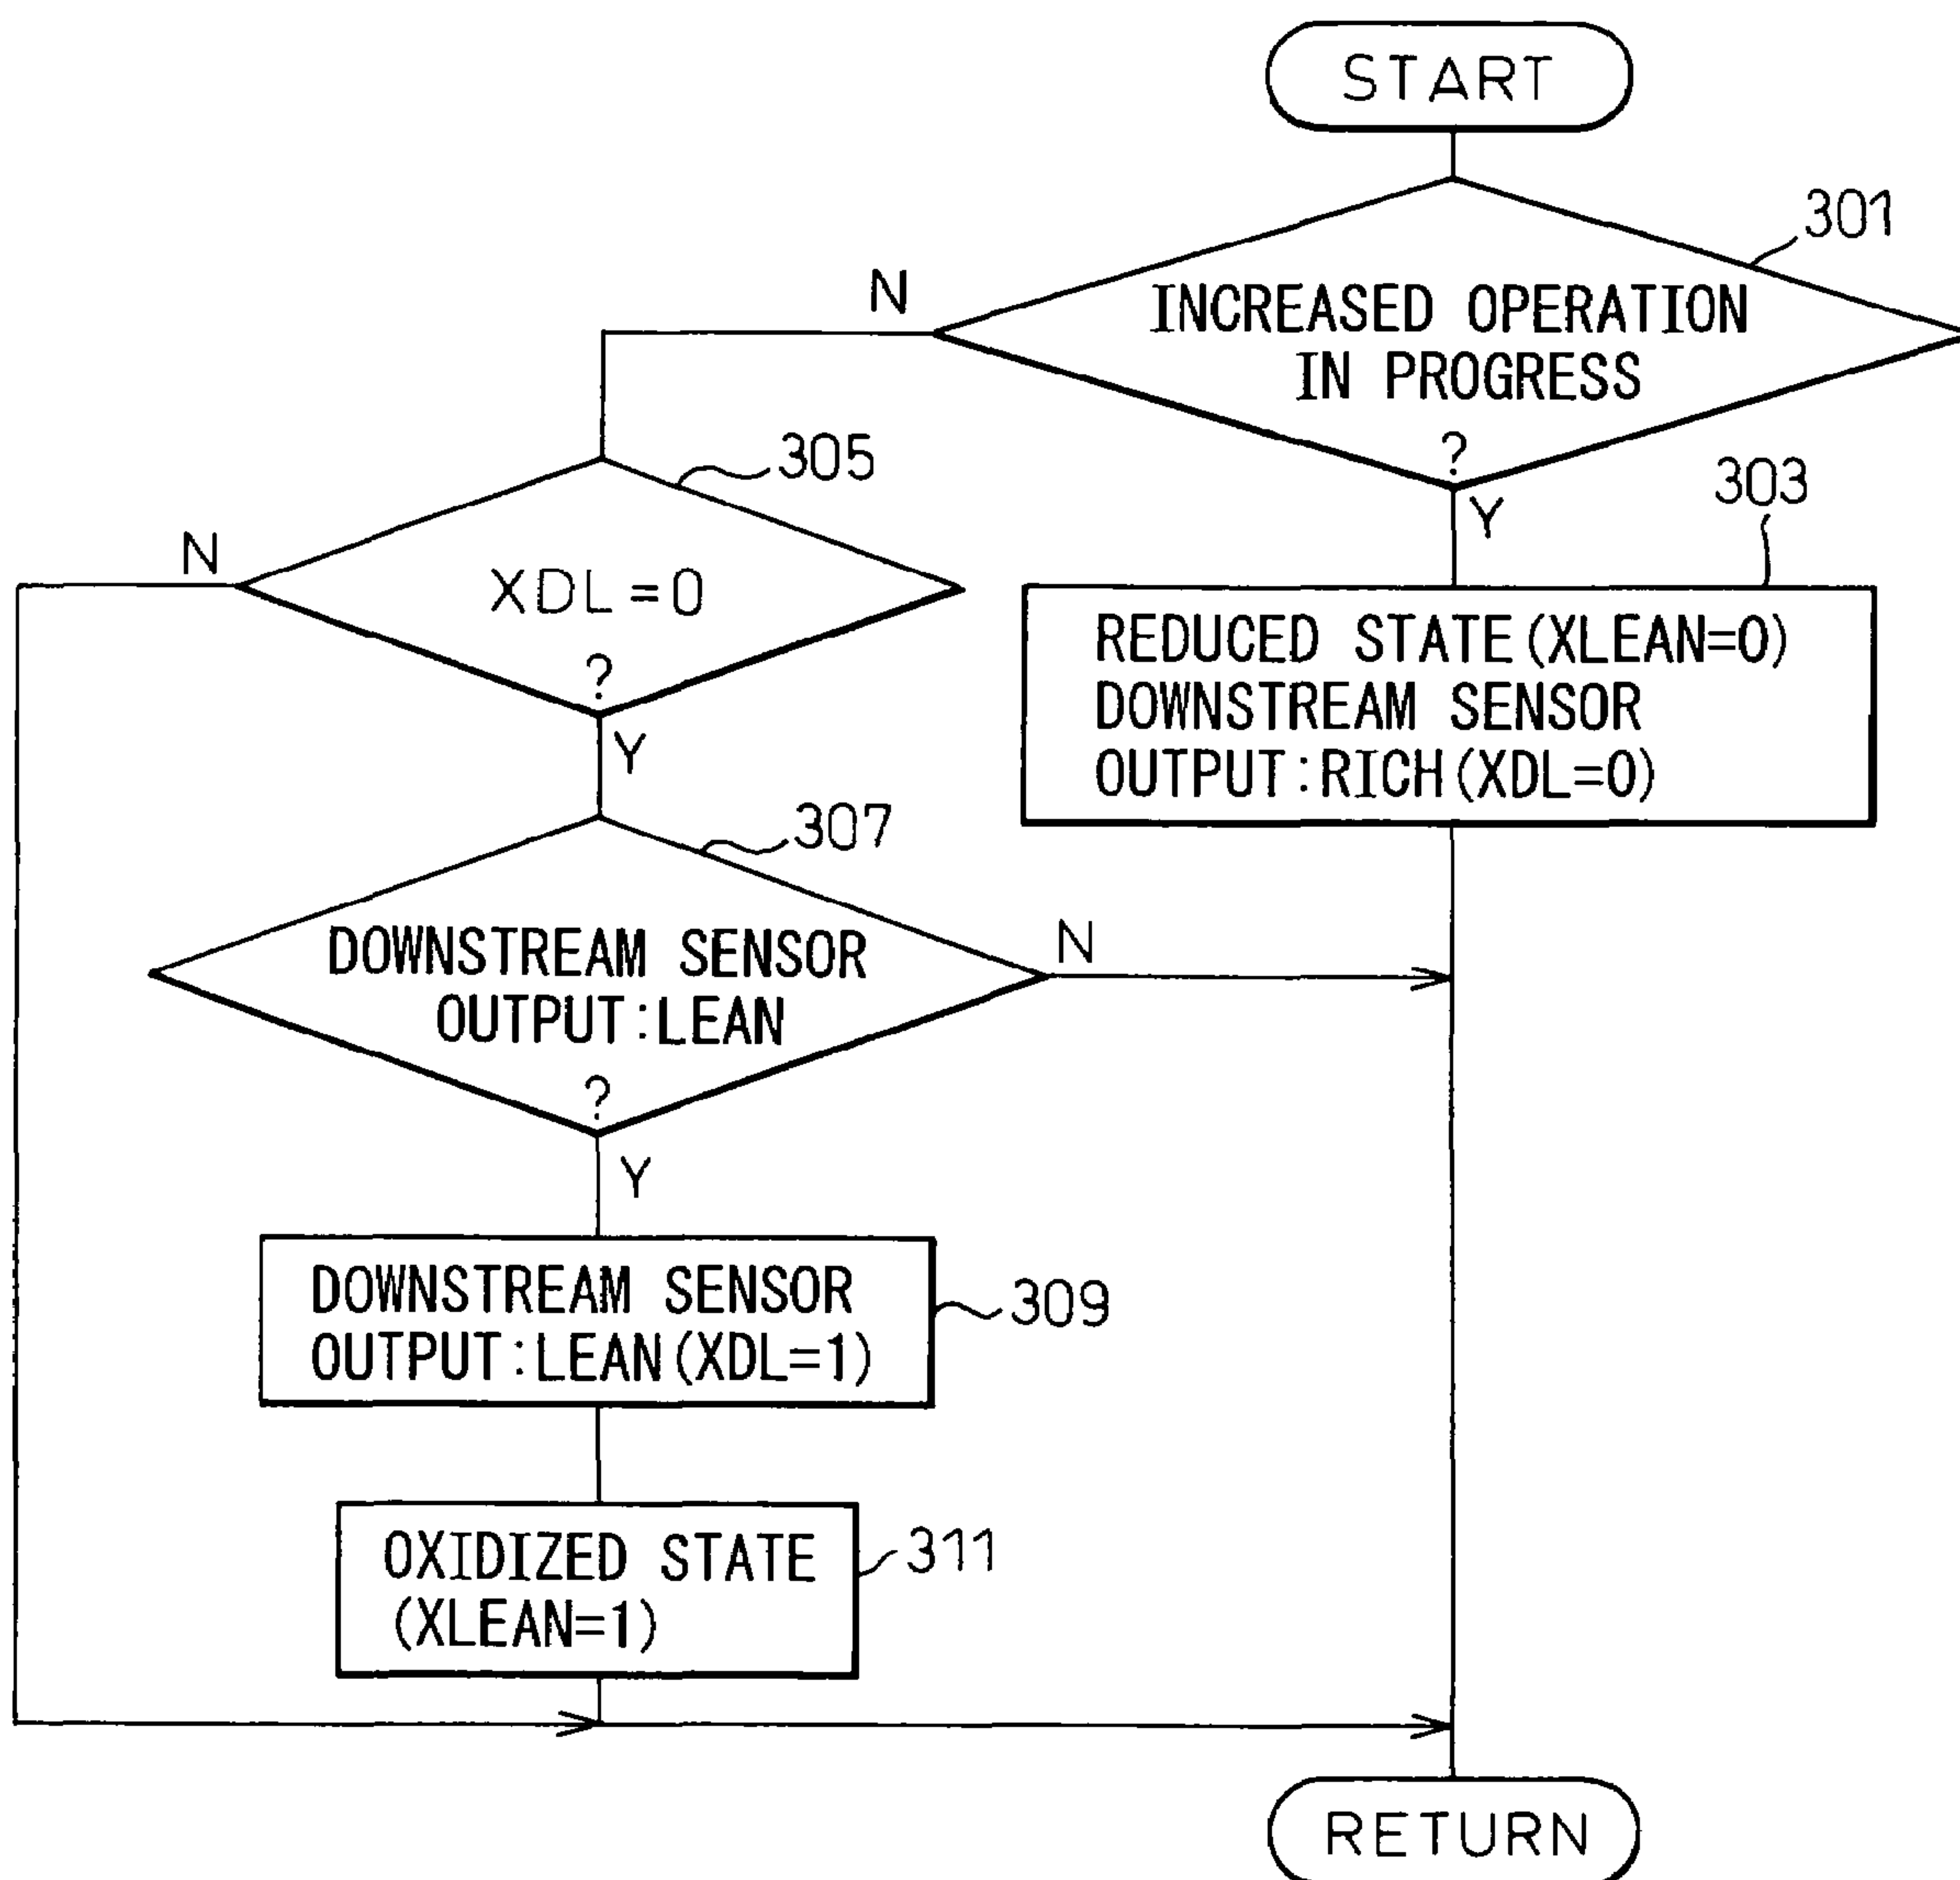 START
301
INCREASED OPERATION
IN PROGRESS
?
N
Y
305
303
XDL=0
?
N
Y
REDUCED STATE(XLEAN=0)
DOWNSTREAM SENSOR
OUTPUT:RICH(XDL=0)
307
DOWNSTREAM SENSOR
OUTPUT:LEAN
?
N
Y
DOWNSTREAM SENSOR
OUTPUT:LEAN(XDL=1)
309
OXIDIZED STATE
(XLEAN=1)
311
RETURN